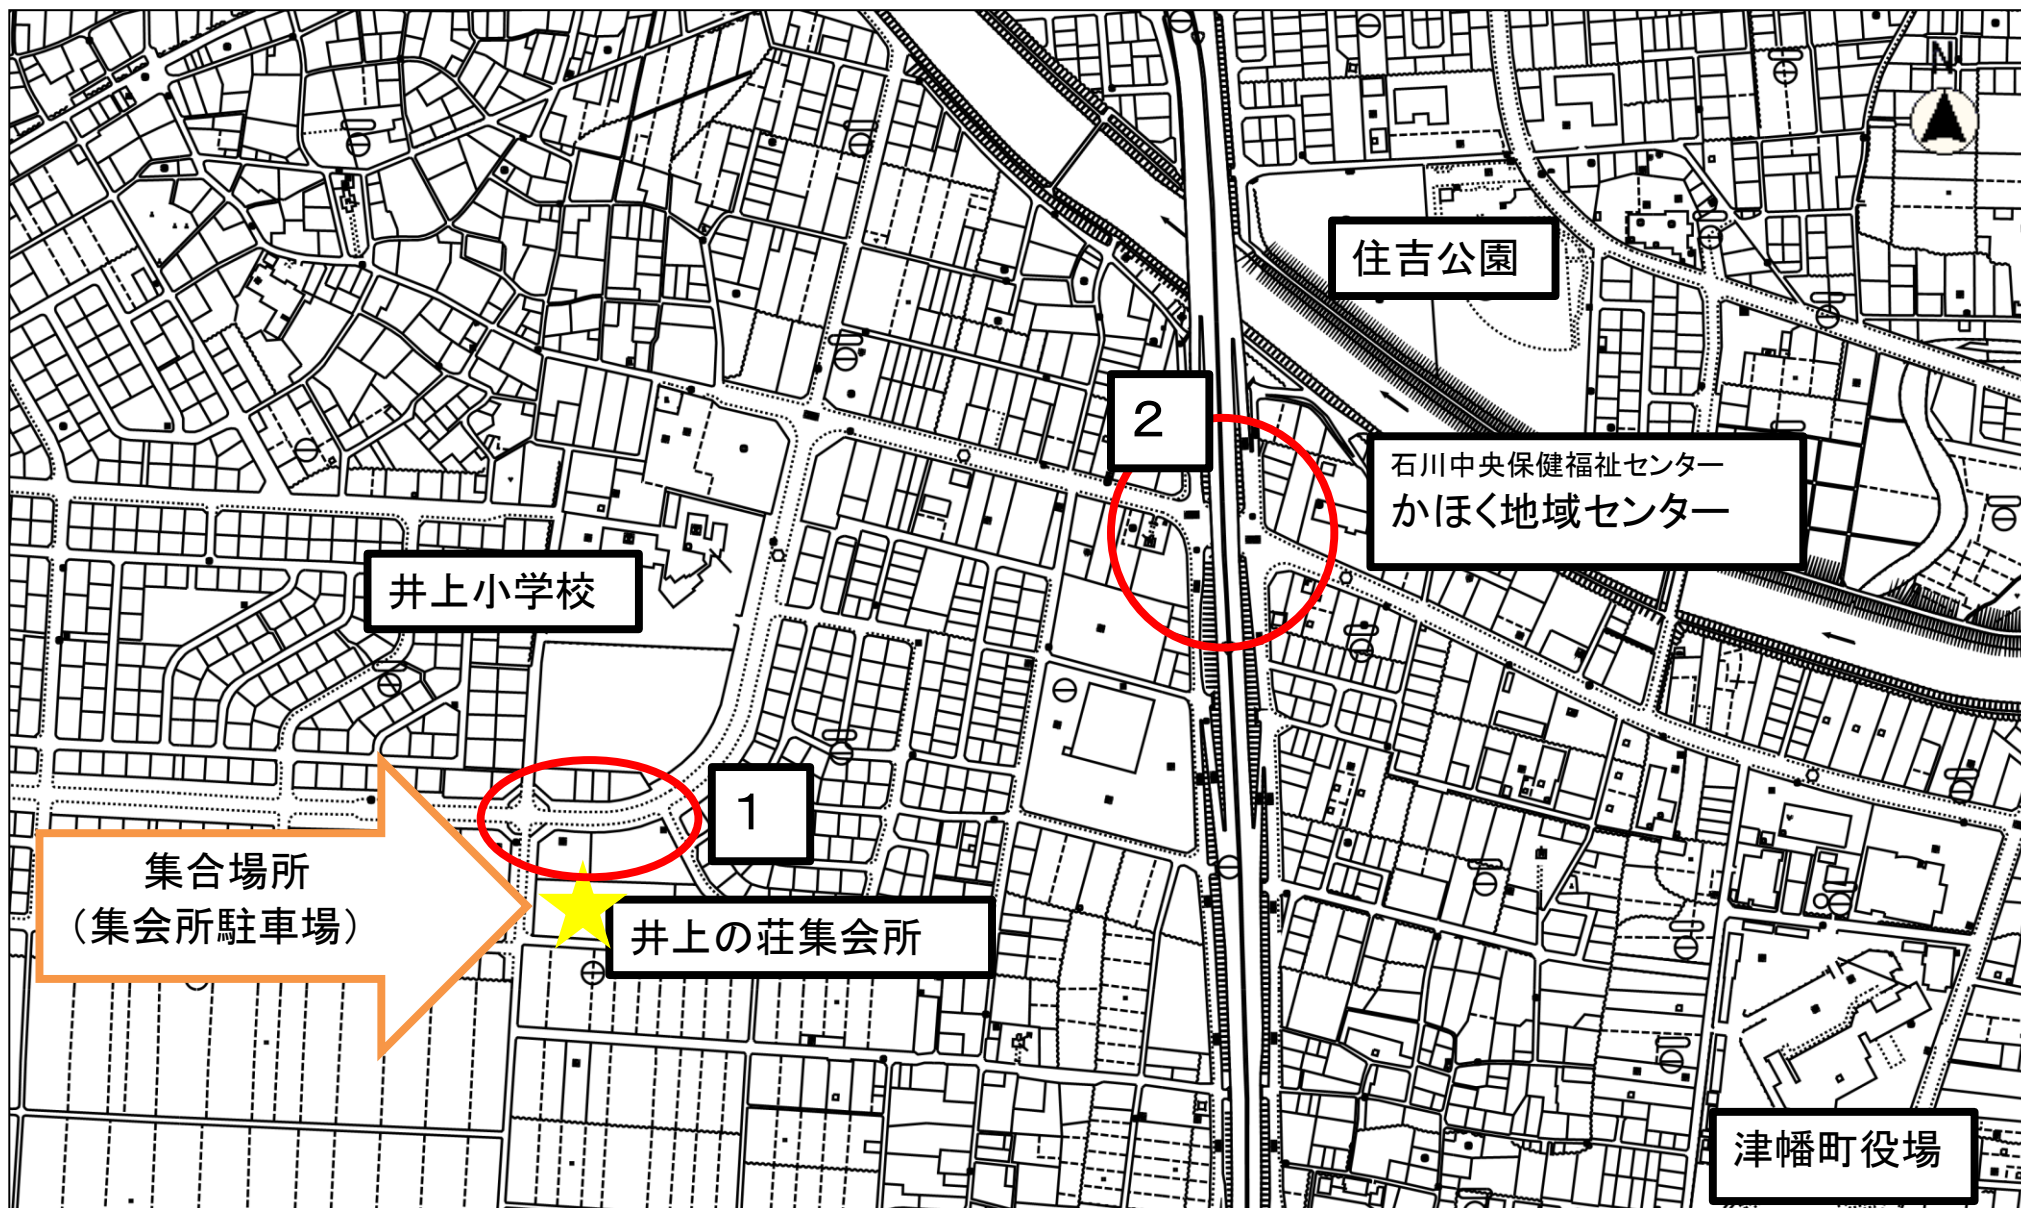 N
住吉公園
2
石川中央保健福祉センター
かほく地域センター
井上小学校
1
集合場所
（集会所駐車場）
井上の荘集会所
津幡町役場